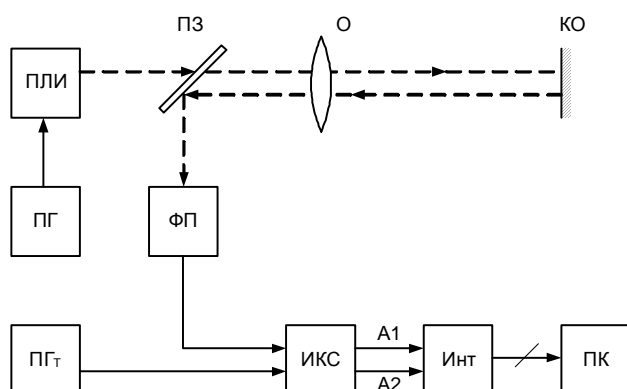 ПЗ О КО
ПЛИ
ПГ ФП
А1
ПГт ИКС Инт ПК
А2